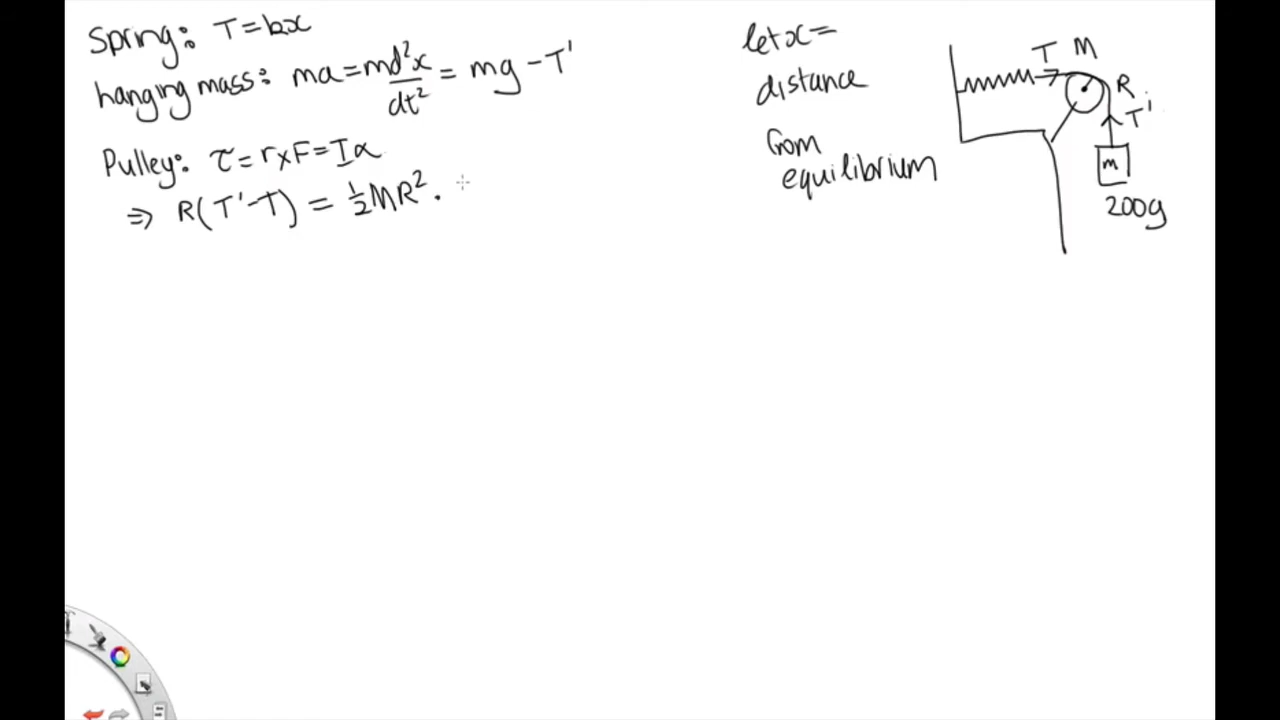 Spring: T=kx
hanging mass: ma = m d²x/dt² = mg - T'
Pulley: τ = r×F = Iα
⇒ R(T'-T) = ½MR² .
let x =
distance
from
equilibrium
T M
R
T'
m
200g